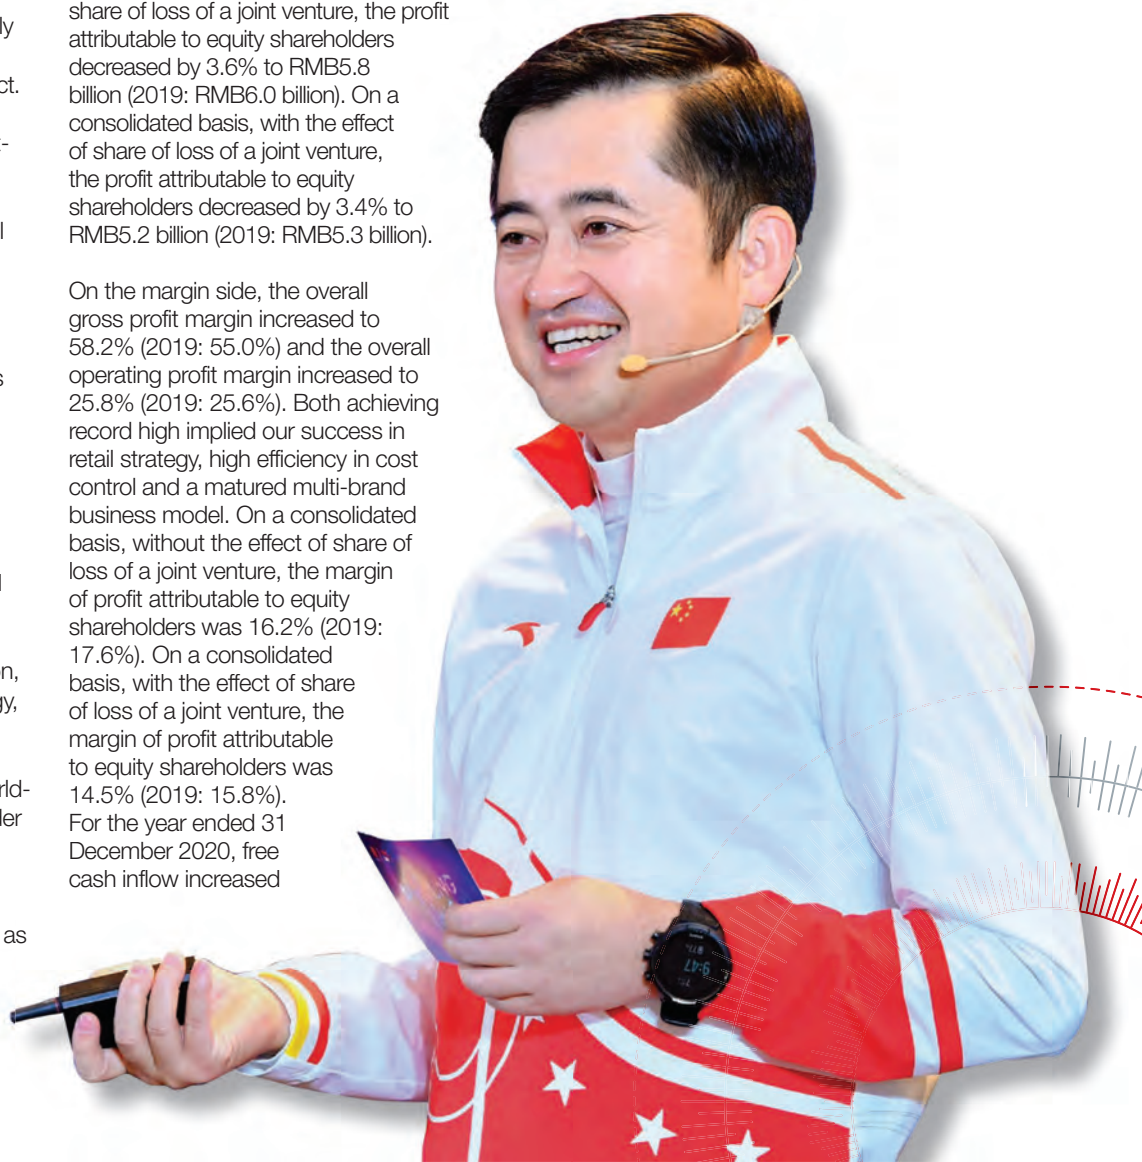 ly
ct.
t-
l
s
l
n,
gy,
rld-
der
as
share of loss of a joint venture, the profit
attributable to equity shareholders
decreased by 3.6% to RMB5.8
billion (2019: RMB6.0 billion). On a
consolidated basis, with the effect
of share of loss of a joint venture,
the profit attributable to equity
shareholders decreased by 3.4% to
RMB5.2 billion (2019: RMB5.3 billion).
On the margin side, the overall
gross profit margin increased to
58.2% (2019: 55.0%) and the overall
operating profit margin increased to
25.8% (2019: 25.6%). Both achieving
record high implied our success in
retail strategy, high efficiency in cost
control and a matured multi-brand
business model. On a consolidated
basis, without the effect of share of
loss of a joint venture, the margin
of profit attributable to equity
shareholders was 16.2% (2019:
17.6%). On a consolidated
basis, with the effect of share
of loss of a joint venture, the
margin of profit attributable
to equity shareholders was
14.5% (2019: 15.8%).
For the year ended 31
December 2020, free
cash inflow increased
9:47